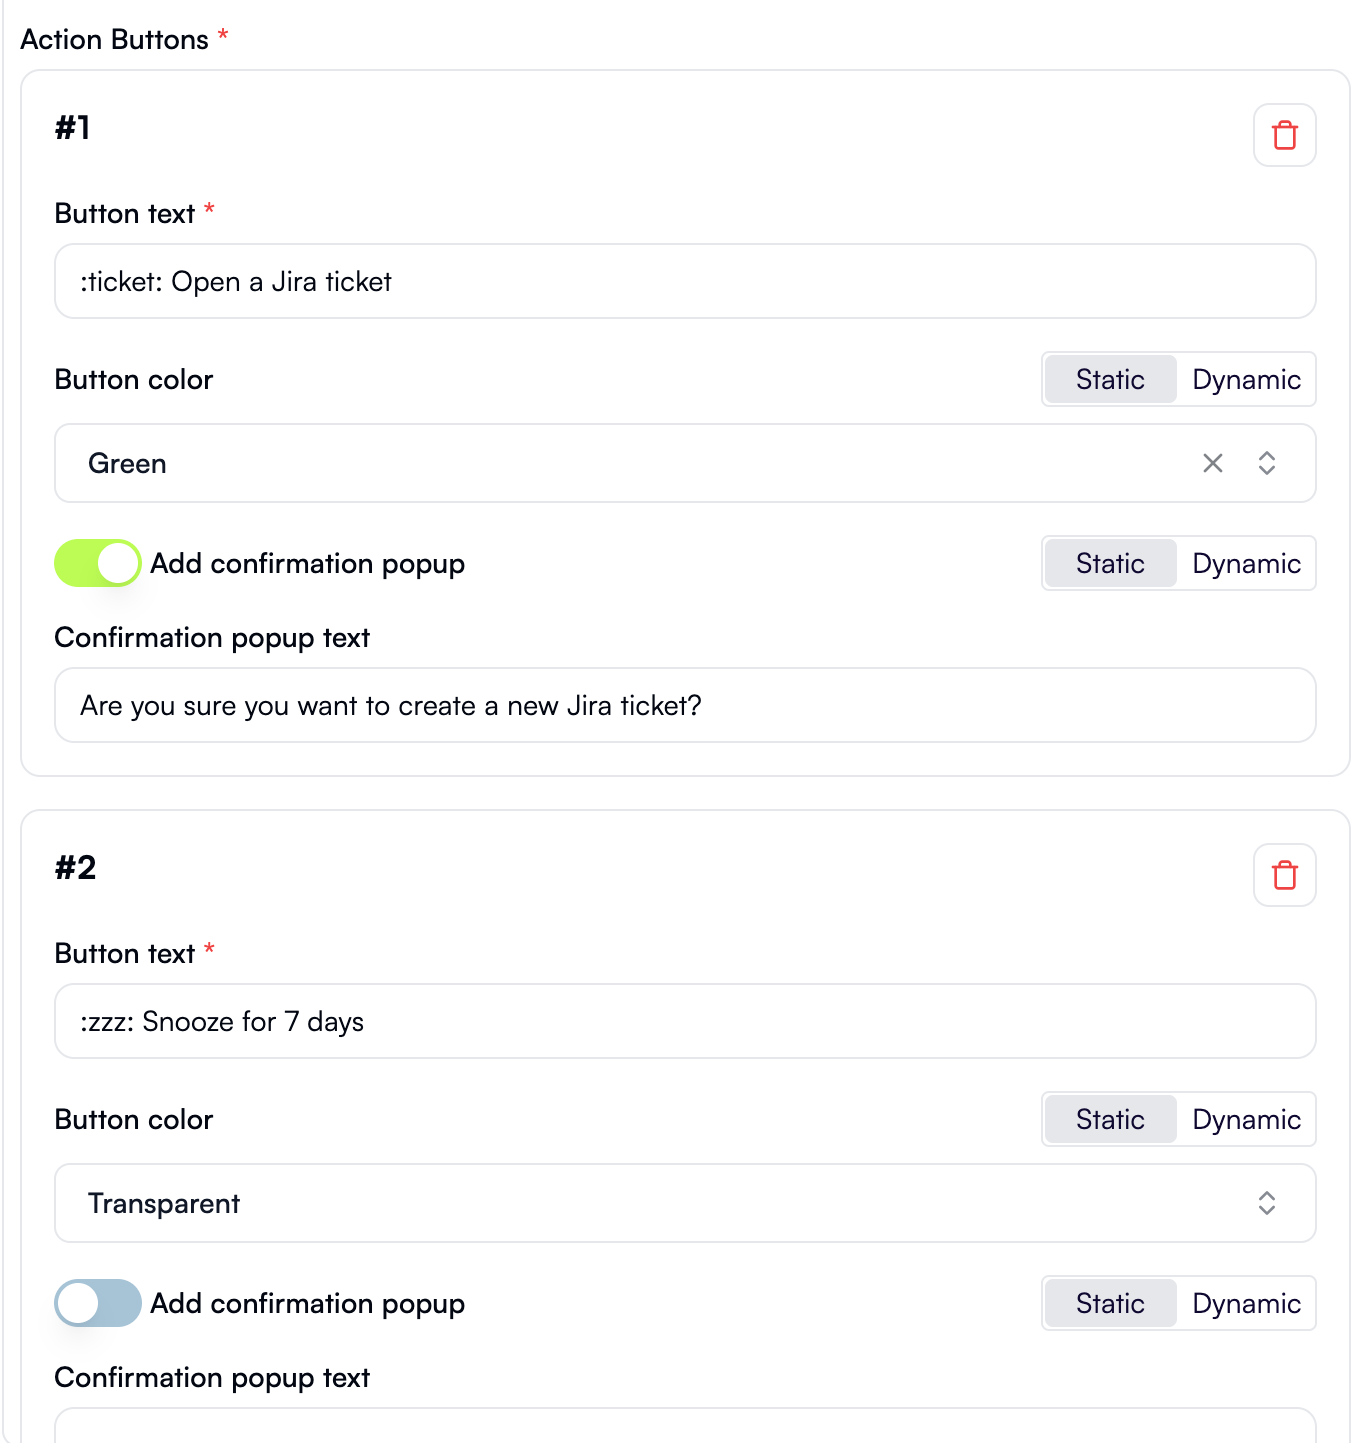 Action Buttons *
#1
Button text *
:ticket: Open a Jira ticket
Button color Static Dynamic
Green
Add confirmation popup Static Dynamic
Confirmation popup text
Are you sure you want to create a new Jira ticket?
#2
Button text *
:zzz: Snooze for 7 days
Button color Static Dynamic
Transparent
Add confirmation popup Static Dynamic
Confirmation popup text